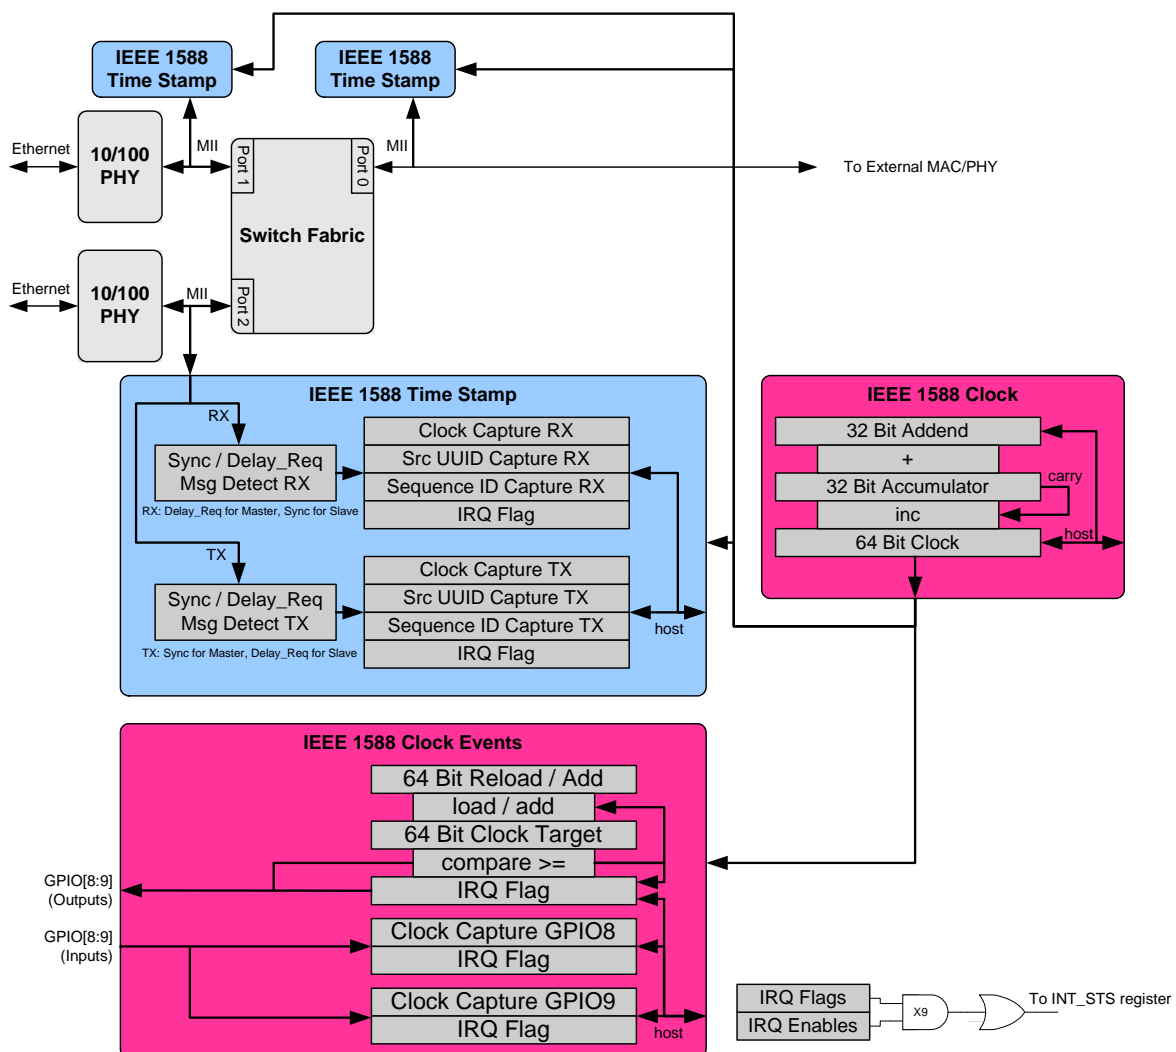 IEEE 1588
Time Stamp
IEEE 1588
Time Stamp
Ethernet
10/100
PHY
MII
Port 1
Port 0
MII
To External MAC/PHY
Switch Fabric
Ethernet
10/100
PHY
MII
Port 2
IEEE 1588 Time Stamp
RX
Sync / Delay_Req
Msg Detect RX
RX: Delay_Req for Master, Sync for Slave
Clock Capture RX
Src UUID Capture RX
Sequence ID Capture RX
IRQ Flag
TX
Sync / Delay_Req
Msg Detect TX
TX: Sync for Master, Delay_Req for Slave
Clock Capture TX
Src UUID Capture TX
Sequence ID Capture TX
IRQ Flag
host
IEEE 1588 Clock
32 Bit Addend
+
carry
32 Bit Accumulator
inc
host
64 Bit Clock
IEEE 1588 Clock Events
64 Bit Reload / Add
load / add
64 Bit Clock Target
compare >=
IRQ Flag
GPIO[8:9]
(Outputs)
GPIO[8:9]
(Inputs)
Clock Capture GPIO8
IRQ Flag
Clock Capture GPIO9
IRQ Flag
host
IRQ Flags
IRQ Enables
X9
To INT_STS register